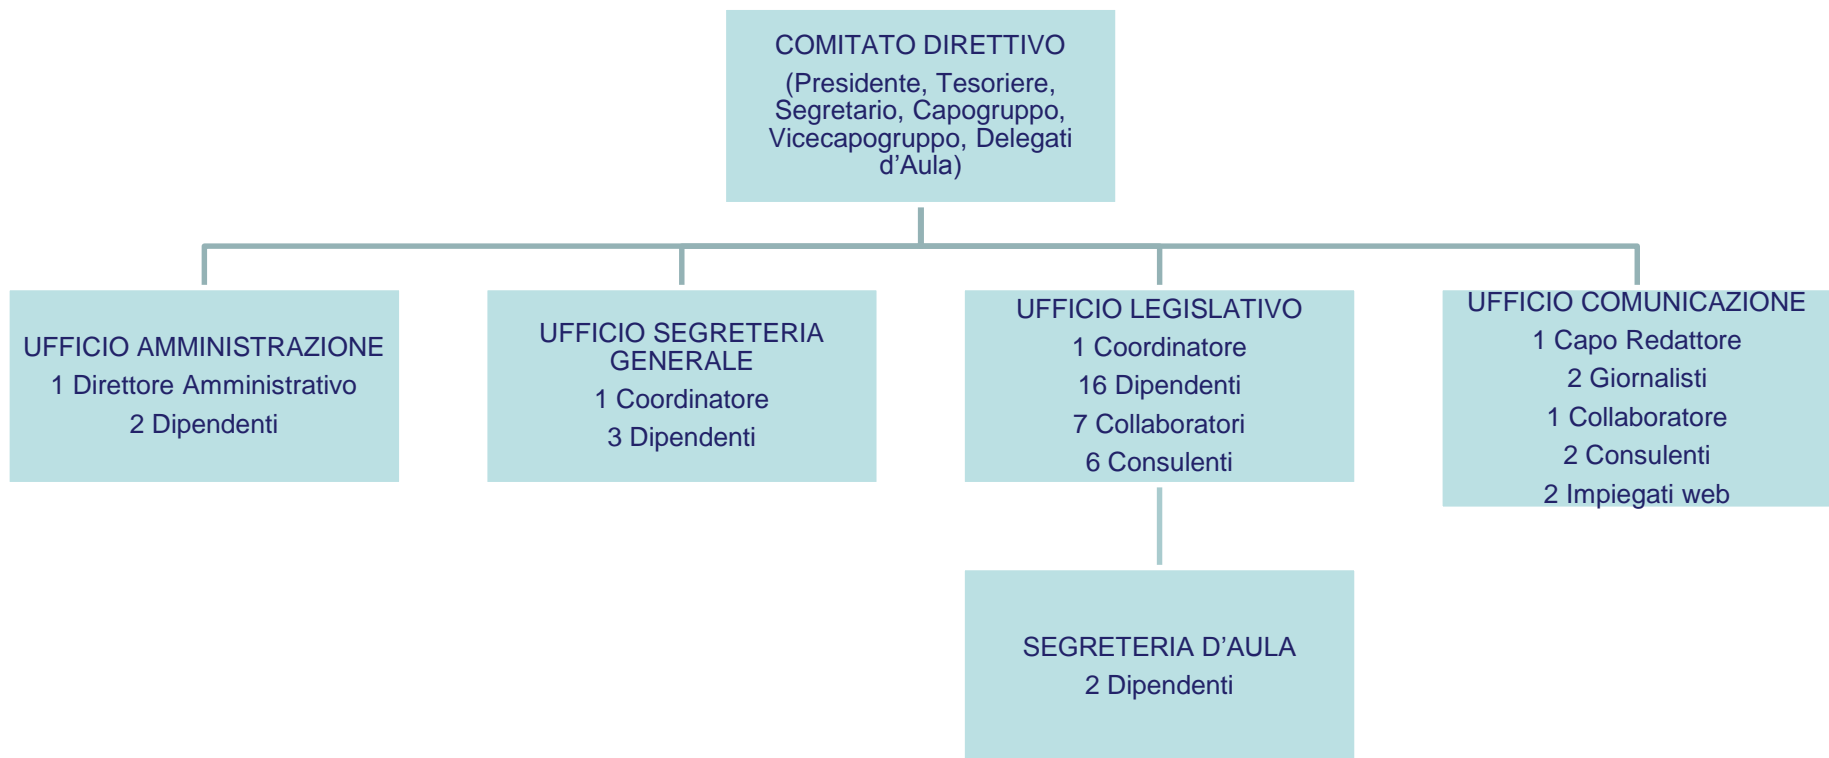 COMITATO DIRETTIVO
(Presidente, Tesoriere,
Segretario, Capogruppo,
Vicecapogruppo, Delegati
d’Aula)
UFFICIO AMMINISTRAZIONE
1 Direttore Amministrativo
2 Dipendenti
UFFICIO SEGRETERIA
GENERALE
1 Coordinatore
3 Dipendenti
UFFICIO LEGISLATIVO
1 Coordinatore
16 Dipendenti
7 Collaboratori
6 Consulenti
UFFICIO COMUNICAZIONE
1 Capo Redattore
2 Giornalisti
1 Collaboratore
2 Consulenti
2 Impiegati web
SEGRETERIA D’AULA
2 Dipendenti